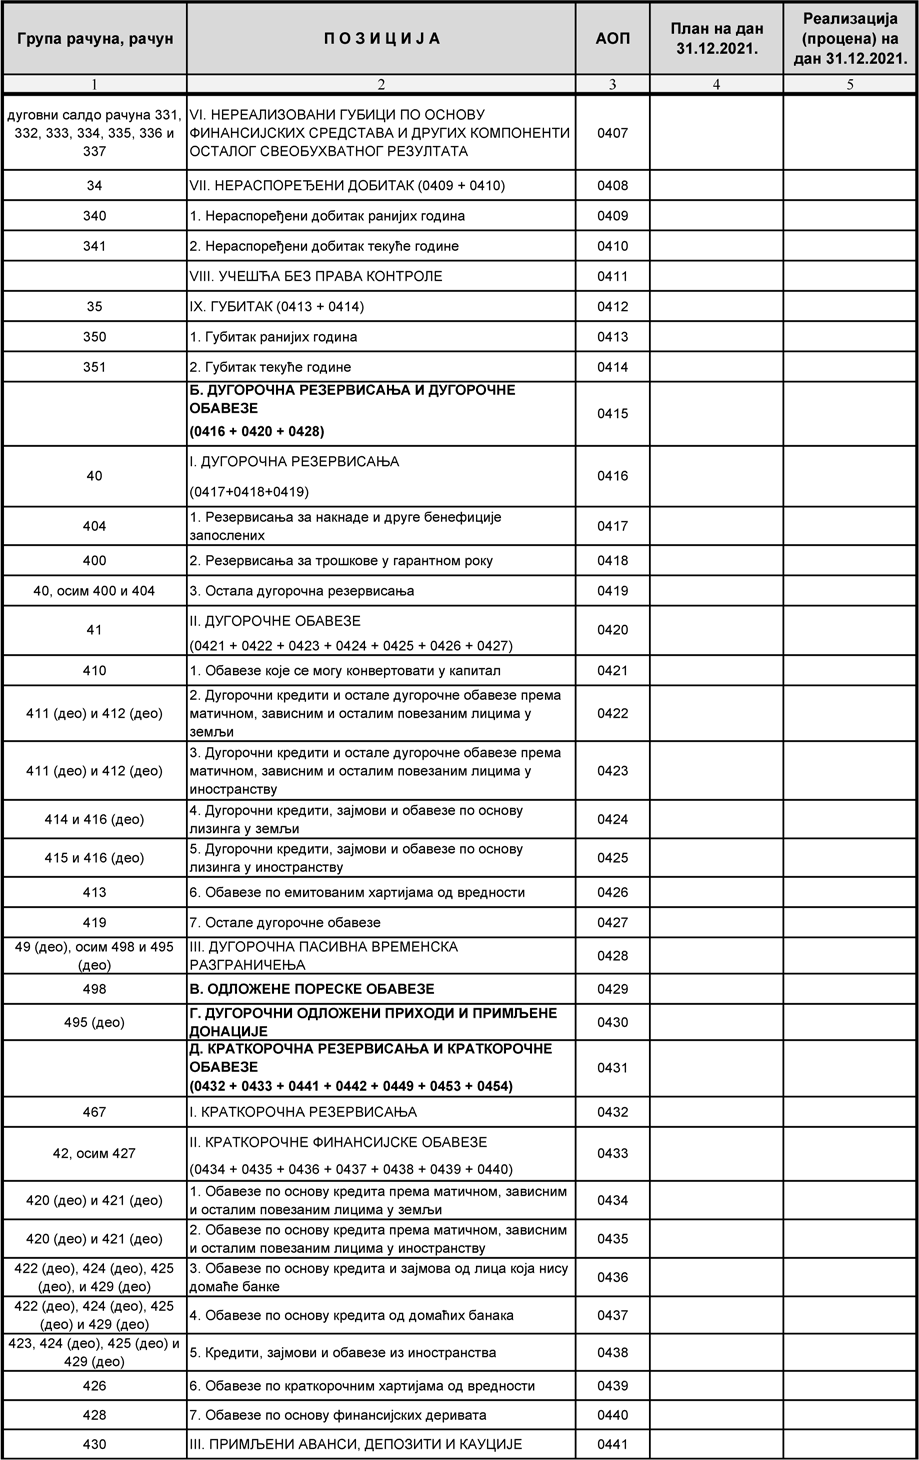 Група рачуна, рачун
П О З И Ц И Ј А
АОП
План на дан
31.12.2021.
Реализација
(процена) на
дан 31.12.2021.
1
2
3
4
5
дуговни салдо рачуна 331,
332, 333, 334, 335, 336 и
337
VI. НЕРЕАЛИЗОВАНИ ГУБИЦИ ПО ОСНОВУ
ФИНАНСИЈСКИХ СРЕДСТАВА И ДРУГИХ КОМПОНЕНТИ
ОСТАЛОГ СВЕОБУХВАТНОГ РЕЗУЛТАТА
0407
34
VII. НЕРАСПОРЕЂЕНИ ДОБИТАК (0409 + 0410)
0408
340
1. Нераспоређени добитак ранијих година
0409
341
2. Нераспоређени добитак текуће године
0410
VIII. УЧЕШЋА БЕЗ ПРАВА КОНТРОЛЕ
0411
35
IX. ГУБИТАК (0413 + 0414)
0412
350
1. Губитак ранијих година
0413
351
2. Губитак текуће године
0414
Б. ДУГОРОЧНА РЕЗЕРВИСАЊА И ДУГОРОЧНЕ
ОБАВЕЗЕ
(0416 + 0420 + 0428)
0415
40
I. ДУГОРОЧНА РЕЗЕРВИСАЊА
(0417+0418+0419)
0416
404
1. Резервисања за накнаде и друге бенефиције
запослених
0417
400
2. Резервисања за трошкове у гарантном року
0418
40, осим 400 и 404
3. Остала дугорочна резервисања
0419
41
II. ДУГОРОЧНЕ ОБАВЕЗЕ
(0421 + 0422 + 0423 + 0424 + 0425 + 0426 + 0427)
0420
410
1. Обавезе које се могу конвертовати у капитал
0421
411 (део) и 412 (део)
2. Дугорочни кредити и остале дугорочне обавезе према
матичном, зависним и осталим повезаним лицима у
земљи
0422
411 (део) и 412 (део)
3. Дугорочни кредити и остале дугорочне обавезе према
матичном, зависним и осталим повезаним лицима у
иностранству
0423
414 и 416 (део)
4. Дугорочни кредити, зајмови и обавезе по основу
лизинга у земљи
0424
415 и 416 (део)
5. Дугорочни кредити, зајмови и обавезе по основу
лизинга у иностранству
0425
413
6. Обавезе по емитованим хартијама од вредности
0426
419
7. Остале дугорочне обавезе
0427
49 (део), осим 498 и 495
(део)
III. ДУГОРОЧНА ПАСИВНА ВРЕМЕНСКА
РАЗГРАНИЧЕЊА
0428
498
В. ОДЛОЖЕНЕ ПОРЕСКЕ ОБАВЕЗЕ
0429
495 (део)
Г. ДУГОРОЧНИ ОДЛОЖЕНИ ПРИХОДИ И ПРИМЉЕНЕ
ДОНАЦИЈЕ
0430
Д. КРАТКОРОЧНА РЕЗЕРВИСАЊА И КРАТКОРОЧНЕ
ОБАВЕЗЕ
(0432 + 0433 + 0441 + 0442 + 0449 + 0453 + 0454)
0431
467
I. КРАТКОРОЧНА РЕЗЕРВИСАЊА
0432
42, осим 427
II. КРАТКОРОЧНЕ ФИНАНСИЈСКЕ ОБАВЕЗЕ
(0434 + 0435 + 0436 + 0437 + 0438 + 0439 + 0440)
0433
420 (део) и 421 (део)
1. Обавезе по основу кредита према матичном, зависним
и осталим повезаним лицима у земљи
0434
420 (део) и 421 (део)
2. Обавезе по основу кредита према матичном, зависним
и осталим повезаним лицима у иностранству
0435
422 (део), 424 (део), 425
(део), и 429 (део)
3. Обавезе по основу кредита и зајмова од лица која нису
домаће банке
0436
422 (део), 424 (део), 425
(део) и 429 (део)
4. Обавезе по основу кредита од домаћих банака
0437
423, 424 (део), 425 (део) и
429 (део)
5. Кредити, зајмови и обавезе из иностранства
0438
426
6. Обавезе по краткорочним хартијама од вредности
0439
428
7. Обавезе по основу финансијских деривата
0440
430
III. ПРИМЉЕНИ АВАНСИ, ДЕПОЗИТИ И КАУЦИЈЕ
0441